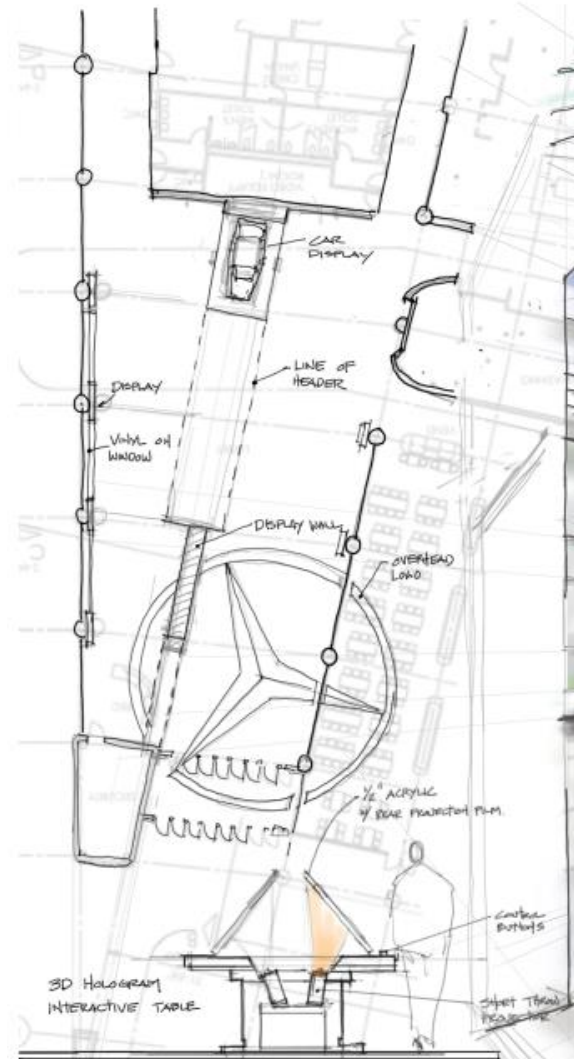 CAR
DISPLAY
LINE OF
HEADER
DISPLAY
VINYL ON
WINDOW
DISPLAY WALL
OVERHEAD
LOGO
1/2" ACRYLIC
W/ REAR PROJECTION FILM.
CONTROL
BUTTONS
3D HOLOGRAM
INTERACTIVE TABLE
SHORT THROW
PROJECTOR